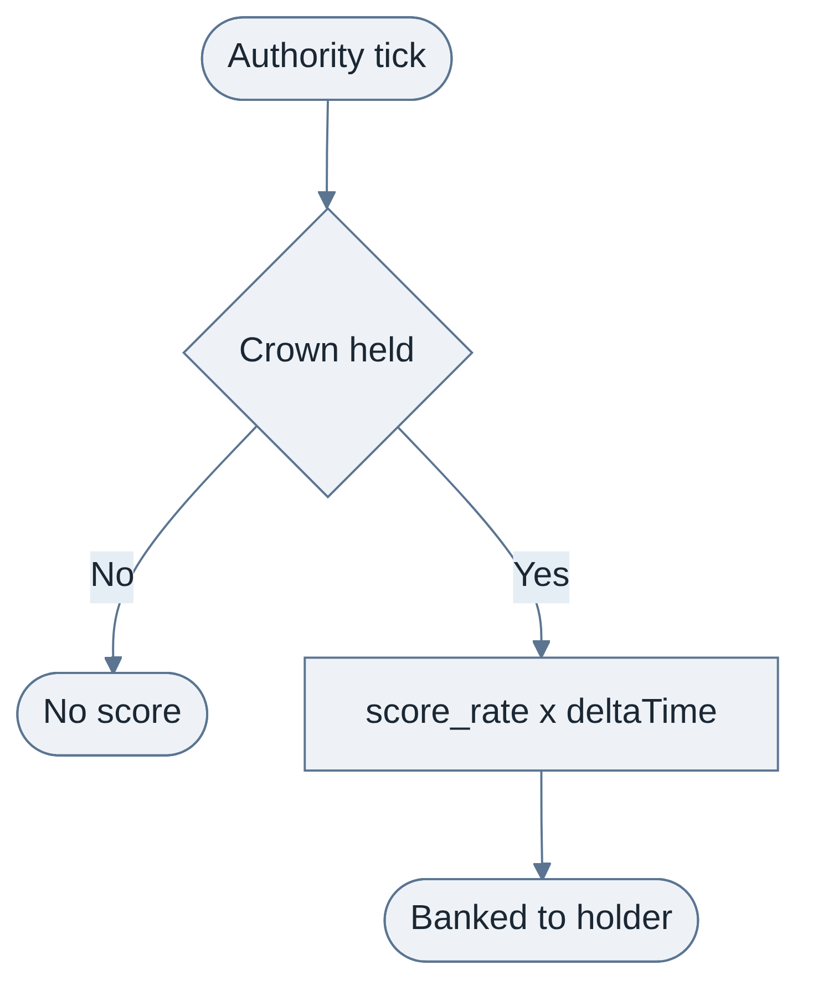 Authority tick
Crown held
No
Yes
No score
score_rate x deltaTime
Banked to holder